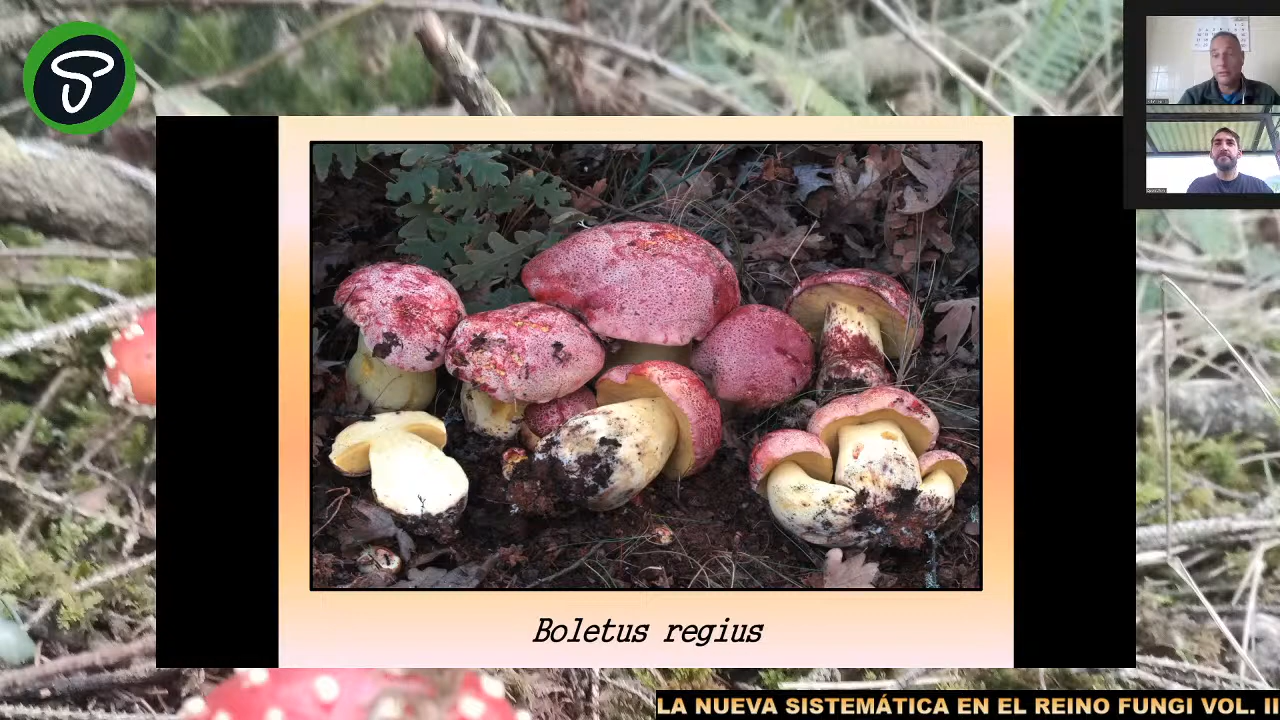 Boletus regius
LA NUEVA SISTEMÁTICA EN EL REINO FUNGI VOL. II